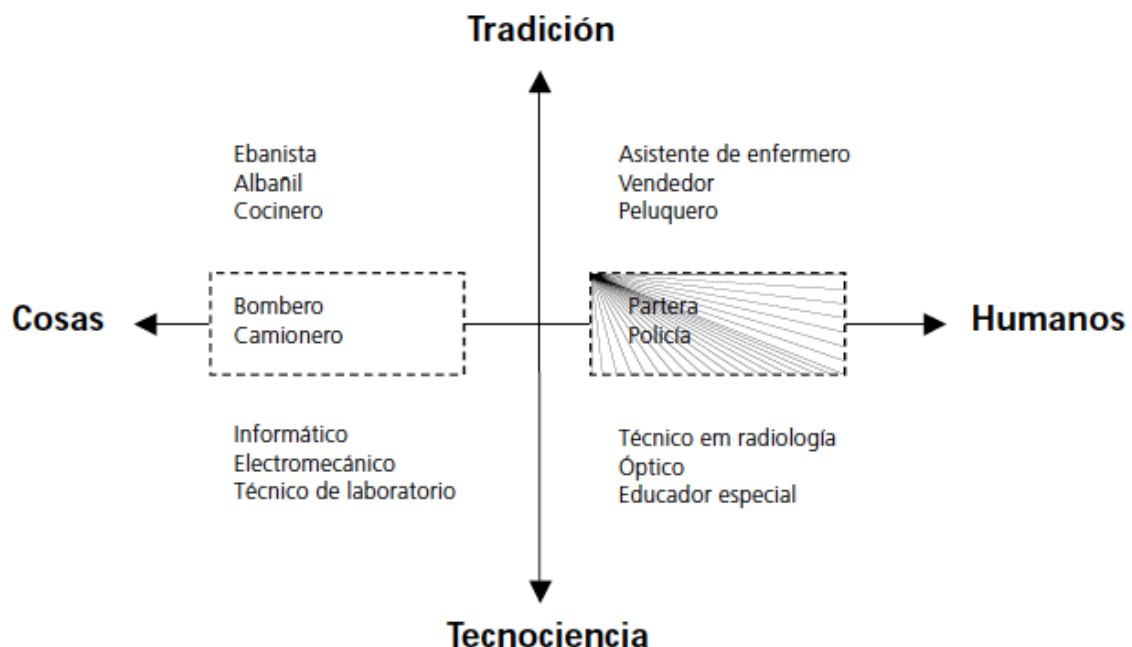 Tradición
Ebanista
Albañil
Cocinero
Asistente de enfermero
Vendedor
Peluquero
Cosas
Bombero
Camionero
Partera
Policía
Humanos
Informático
Electromecánico
Técnico de laboratorio
Técnico em radiología
Óptico
Educador especial
Tecnociencia